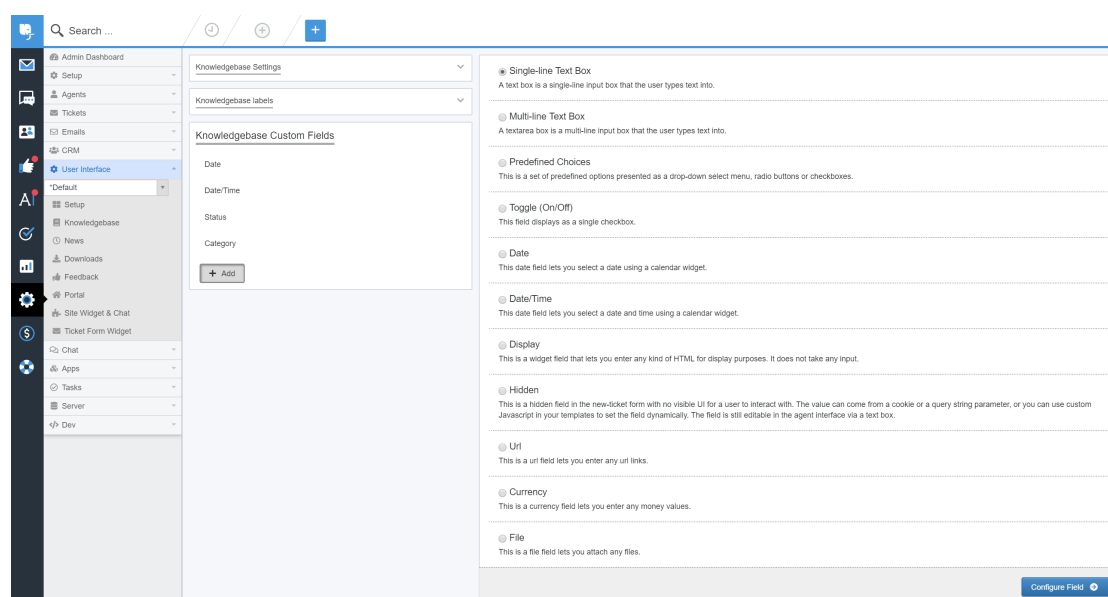 Search ...
Admin Dashboard
Setup
Agents
Tickets
Emails
CRM
User Interface
*Default
Setup
Knowledgebase
News
Downloads
Feedback
Portal
Site Widget & Chat
Ticket Form Widget
Chat
Apps
Tasks
Server
Dev
Knowledgebase Settings
Knowledgebase labels
Knowledgebase Custom Fields
Date
Date/Time
Status
Category
+ Add
Single-line Text Box
A text box is a single-line input box that the user types text into.
Multi-line Text Box
A textarea box is a multi-line input box that the user types text into.
Predefined Choices
This is a set of predefined options presented as a drop-down select menu, radio buttons or checkboxes.
Toggle (On/Off)
This field displays as a single checkbox.
Date
This date field lets you select a date using a calendar widget.
Date/Time
This date field lets you select a date and time using a calendar widget.
Display
This is a widget field that lets you enter any kind of HTML for display purposes. It does not take any input.
Hidden
This is a hidden field in the new-ticket form with no visible UI for a user to interact with. The value can come from a cookie or a query string parameter, or you can use custom
Javascript in your templates to set the field dynamically. The field is still editable in the agent interface via a text box.
Url
This is a url field lets you enter any url links.
Currency
This is a currency field lets you enter any money values.
File
This is a file field lets you attach any files.
Configure Field